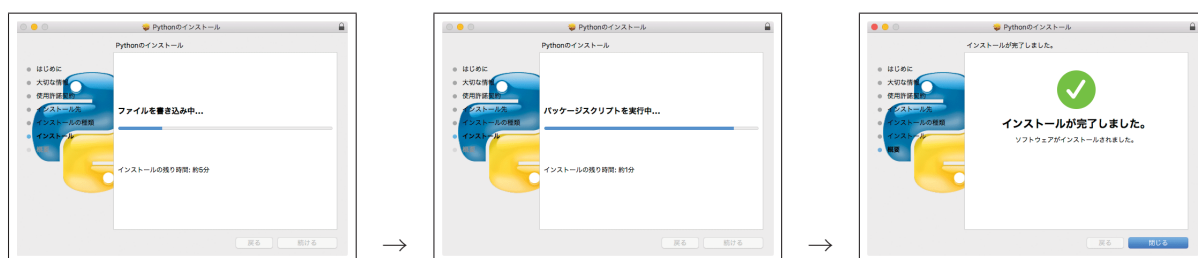 Pythonのインストール
Pythonのインストール
はじめに
大切な情報
使用許諾契約
インストール先
インストールの種類
インストール
概要
ファイルを書き込み中...
インストールの残り時間: 約5分
戻る
続ける
→
Pythonのインストール
Pythonのインストール
はじめに
大切な情報
使用許諾契約
インストール先
インストールの種類
インストール
概要
パッケージスクリプトを実行中...
インストールの残り時間: 約1分
戻る
続ける
→
Pythonのインストール
インストールが完了しました。
はじめに
大切な情報
使用許諾契約
インストール先
インストールの種類
インストール
概要
インストールが完了しました。
ソフトウェアがインストールされました。
戻る
閉じる